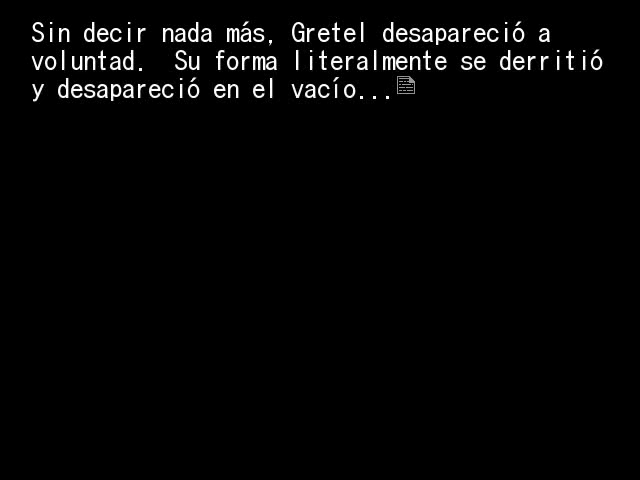 Sin decir nada más, Gretel desapareció a
voluntad.  Su forma literalmente se derritió
y desapareció en el vacío...